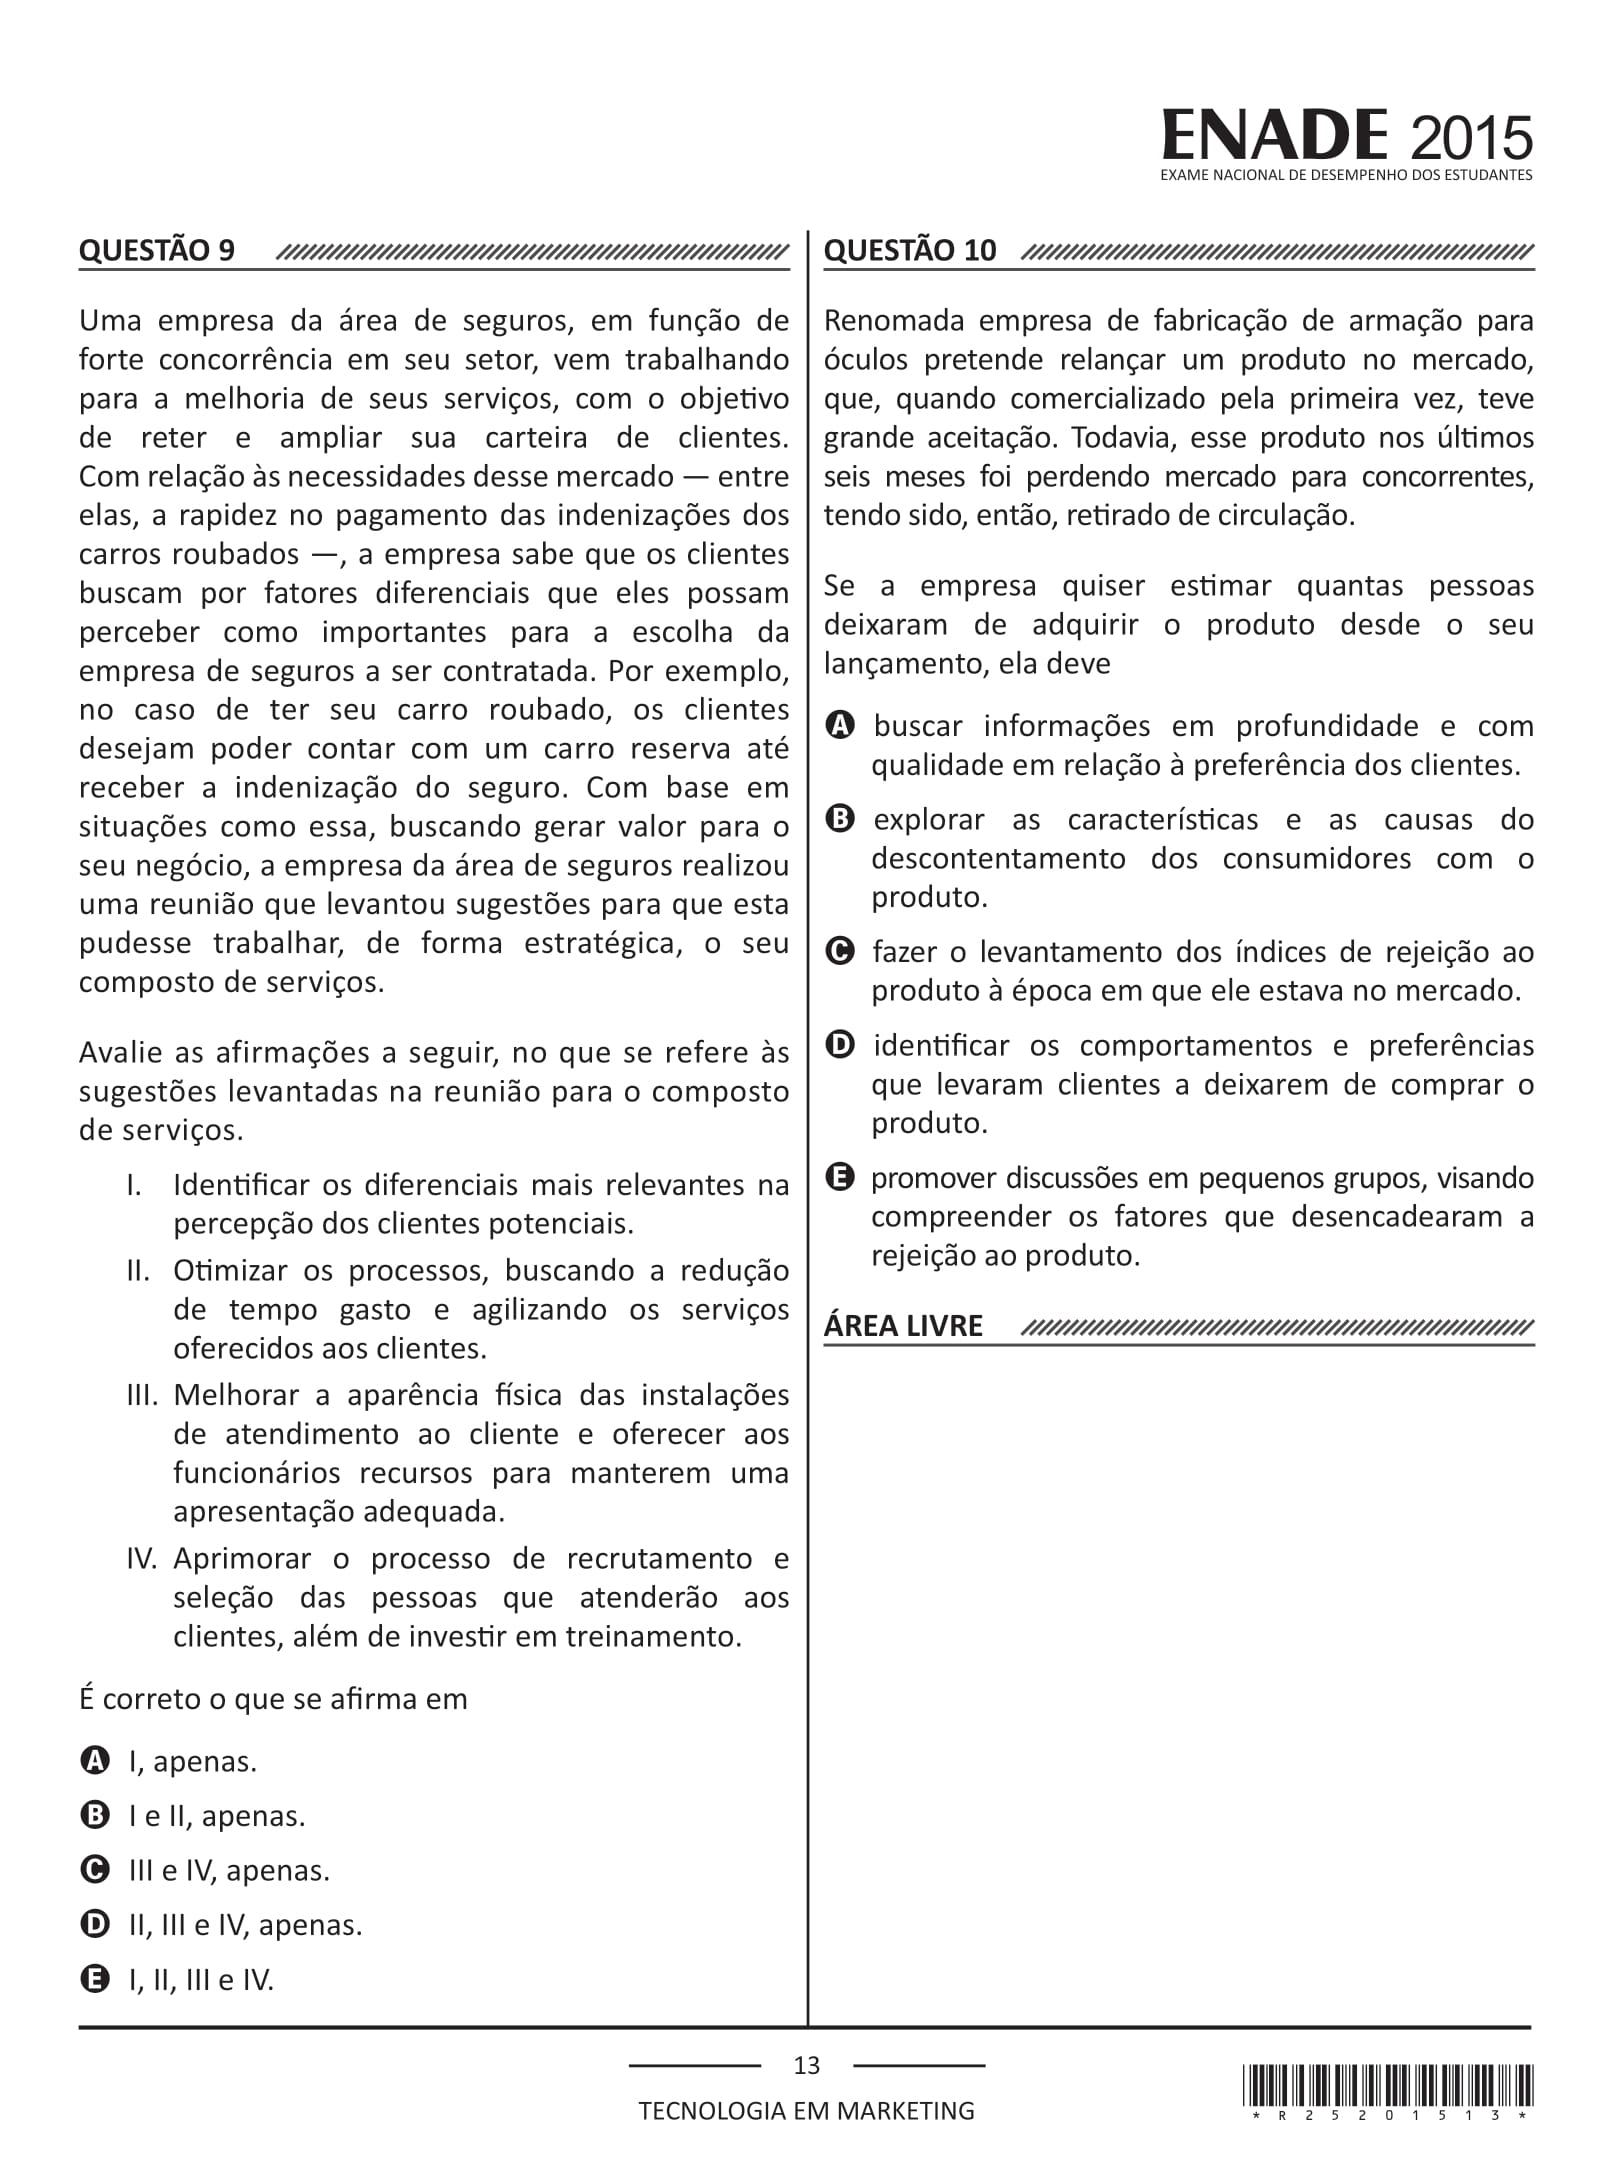 ENADE 2015
EXAME NACIONAL DE DESEMPENHO DOS ESTUDANTES
QUESTÃO 9
Uma empresa da área de seguros, em função de
forte concorrência em seu setor, vem trabalhando
para a melhoria de seus serviços, com o objetivo
de reter e ampliar sua carteira de clientes.
Com relação às necessidades desse mercado — entre
elas, a rapidez no pagamento das indenizações dos
carros roubados —, a empresa sabe que os clientes
buscam por fatores diferenciais que eles possam
perceber como importantes para a escolha da
empresa de seguros a ser contratada. Por exemplo,
no caso de ter seu carro roubado, os clientes
desejam poder contar com um carro reserva até
receber a indenização do seguro. Com base em
situações como essa, buscando gerar valor para o
seu negócio, a empresa da área de seguros realizou
uma reunião que levantou sugestões para que esta
pudesse trabalhar, de forma estratégica, o seu
composto de serviços.
Avalie as afirmações a seguir, no que se refere às
sugestões levantadas na reunião para o composto
de serviços.
I. Identificar os diferenciais mais relevantes na
percepção dos clientes potenciais.
II. Otimizar os processos, buscando a redução
de tempo gasto e agilizando os serviços
oferecidos aos clientes.
III. Melhorar a aparência física das instalações
de atendimento ao cliente e oferecer aos
funcionários recursos para manterem uma
apresentação adequada.
IV. Aprimorar o processo de recrutamento e
seleção das pessoas que atenderão aos
clientes, além de investir em treinamento.
É correto o que se afirma em
A I, apenas.
B I e II, apenas.
C III e IV, apenas.
D II, III e IV, apenas.
E I, II, III e IV.
QUESTÃO 10
Renomada empresa de fabricação de armação para
óculos pretende relançar um produto no mercado,
que, quando comercializado pela primeira vez, teve
grande aceitação. Todavia, esse produto nos últimos
seis meses foi perdendo mercado para concorrentes,
tendo sido, então, retirado de circulação.
Se a empresa quiser estimar quantas pessoas
deixaram de adquirir o produto desde o seu
lançamento, ela deve
A buscar informações em profundidade e com
qualidade em relação à preferência dos clientes.
B explorar as características e as causas do
descontentamento dos consumidores com o
produto.
C fazer o levantamento dos índices de rejeição ao
produto à época em que ele estava no mercado.
D identificar os comportamentos e preferências
que levaram clientes a deixarem de comprar o
produto.
E promover discussões em pequenos grupos, visando
compreender os fatores que desencadearam a
rejeição ao produto.
ÁREA LIVRE
13
TECNOLOGIA EM MARKETING
* R 2 5 2 0 1 5 1 3 *